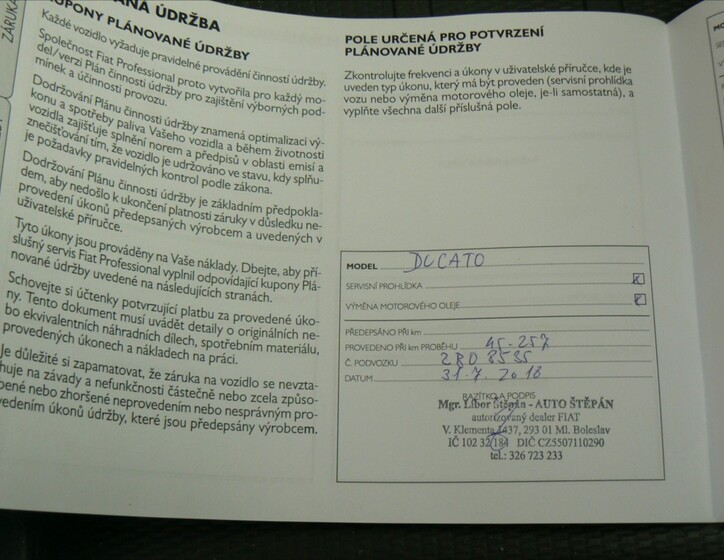 ZÁRUKA
ANÁ ÚDRŽBA
KUPONY PLÁNOVANÉ ÚDRŽBY
Každé vozidlo vyžaduje pravidelné provádění činností údržby.
Společnost Fiat Professional proto vytvořila pro každý mo-
del/verzi Plán činností údržby pro zajištění výborných pod-
mínek a účinnosti provozu.
Dodržování Plánu činností údržby znamená optimalizaci vý-
konu a spotřeby paliva Vašeho vozidla a během životnosti
vozidla zajišťuje splnění norem a předpisů v oblasti emisí a
znečišťování tím, že vozidlo je udržováno ve stavu, kdy splňu-
je požadavky pravidelných kontrol podle zákona.
Dodržování Plánu činností údržby je základním předpokla-
dem, aby nedošlo k ukončení platnosti záruky v důsledku ne-
provedení úkonů předepsaných výrobcem a uvedených v
uživatelské příručce.
Tyto úkony jsou prováděny na Vaše náklady. Dbejte, aby pří-
slušný servis Fiat Professional vyplnil odpovídající kupony Plá-
nované údržby uvedené na následujících stranách.
Schovejte si účtenky potvrzující platbu za provedené úko-
ny. Tento dokument musí uvádět detaily o originálních ne-
bo ekvivalentních náhradních dílech, spotřebním materiálu,
provedených úkonech a nákladech na práci.
Je důležité si zapamatovat, že záruka na vozidlo se nevzta-
huje na závady a nefunkčnosti částečně nebo zcela způso-
bené nebo zhoršené neprovedením nebo nesprávným pro-
vedením úkonů údržby, které jsou předepsány výrobcem.
POLE URČENÁ PRO POTVRZENÍ
PLÁNOVANÉ ÚDRŽBY
Zkontrolujte frekvenci a úkony v uživatelské příručce, kde je
uveden typ úkonu, který má být proveden (servisní prohlídka
vozu nebo výměna motorového oleje, je-li samostatná), a
vyplňte všechna další příslušná pole.
MODEL DUCATO
SERVISNÍ PROHLÍDKA
VÝMĚNA MOTOROVÉHO OLEJE
PŘEDEPSÁNO PŘI km
PROVEDENO PŘI km PROBĚHU 45-257
Č. PODVOZKU 2RD 8535
DATUM 31.7.2018
RAZÍTKO A PODPIS
Mgr. Libor Štěpán - AUTO ŠTĚPÁN
autorizovaný dealer FIAT
V. Klementa 1437, 293 01 Ml. Boleslav
IČ 102 32/184 DIČ CZ5507110290
tel.: 326 723 233